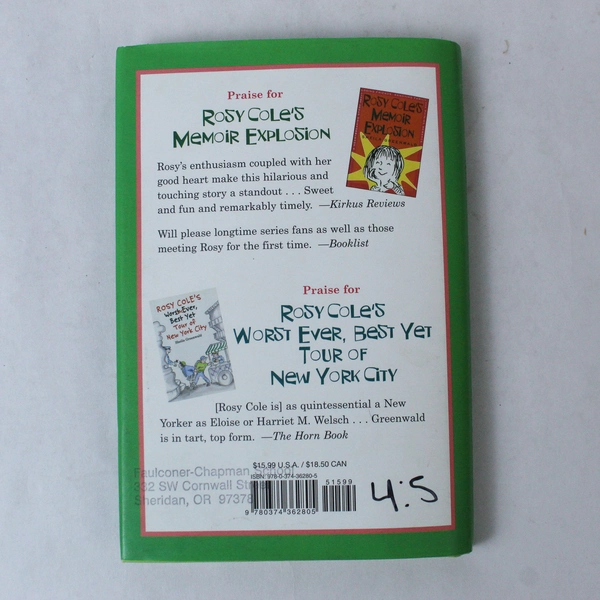 Praise for
ROSY COLE'S
MEMOIR EXPLOSION
ROSY COLE'S
MEMOIR
EXPLOSION
Rosy's enthusiasm coupled with her
good heart make this hilarious and
touching story a standout . . . Sweet
and fun and remarkably timely. —Kirkus Reviews
Will please longtime series fans as well as those
meeting Rosy for the first time. —Booklist
ROSY COLE'S
Worst Ever,
Best Yet
Tour of
New York City
Praise for
ROSY COLE'S
WORST EVER, BEST YET
TOUR OF
NEW YORK CITY
[Rosy Cole is] as quintessential a New
Yorker as Eloise or Harriet M. Welsch . . . Greenwald
is in tart, top form. —The Horn Book
Faulconer-Chapman School
332 SW Cornwall Street
Sheridan, OR 97378
$15.99 U.S.A. / $18.50 CAN
ISBN: 978-0-374-36280-5
51599
9 780374 362805
4:5